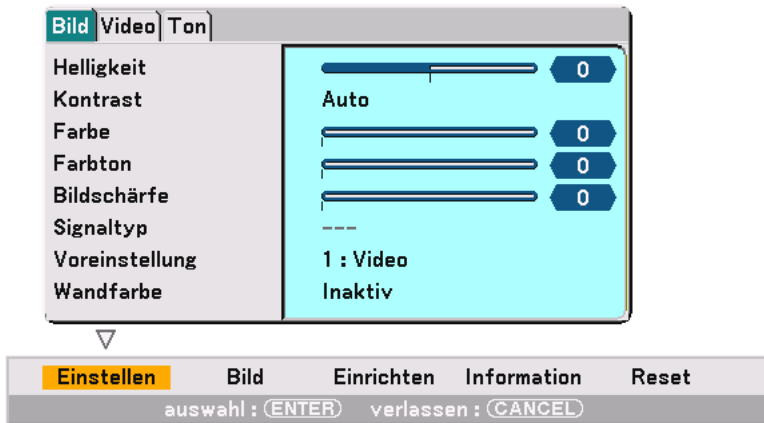 Bild Video Ton
Helligkeit 0
Kontrast Auto
Farbe 0
Farbton 0
Bildschärfe 0
Signaltyp ---
Voreinstellung 1 : Video
Wandfarbe Inaktiv
Einstellen Bild Einrichten Information Reset
auswahl : ENTER verlassen : CANCEL